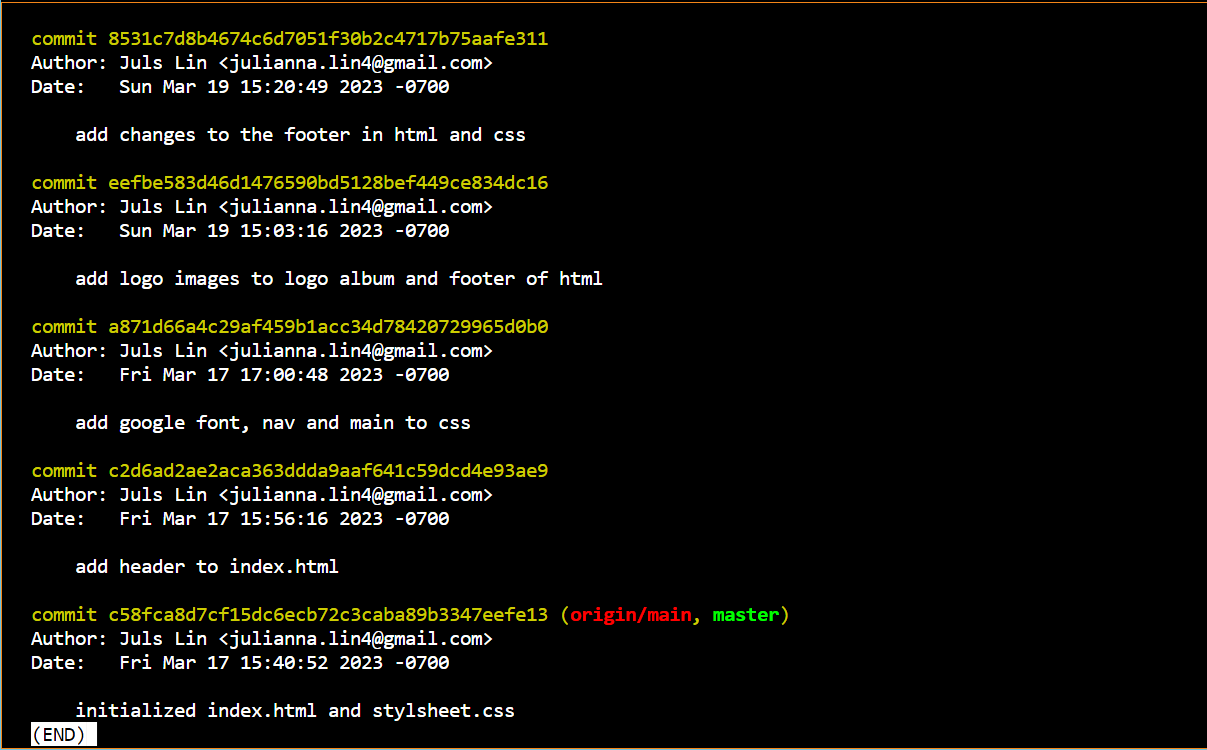 commit 8531c7d8b4674c6d7051f30b2c4717b75aafe311
Author: Juls Lin <julianna.lin4@gmail.com>
Date:   Sun Mar 19 15:20:49 2023 -0700
add changes to the footer in html and css
commit eefbe583d46d1476590bd5128bef449ce834dc16
Author: Juls Lin <julianna.lin4@gmail.com>
Date:   Sun Mar 19 15:03:16 2023 -0700
add logo images to logo album and footer of html
commit a871d66a4c29af459b1acc34d78420729965d0b0
Author: Juls Lin <julianna.lin4@gmail.com>
Date:   Fri Mar 17 17:00:48 2023 -0700
add google font, nav and main to css
commit c2d6ad2ae2aca363ddda9aaf641c59dcd4e93ae9
Author: Juls Lin <julianna.lin4@gmail.com>
Date:   Fri Mar 17 15:56:16 2023 -0700
add header to index.html
commit c58fca8d7cf15dc6ecb72c3caba89b3347eefe13 (origin/main, master)
Author: Juls Lin <julianna.lin4@gmail.com>
Date:   Fri Mar 17 15:40:52 2023 -0700
initialized index.html and stylsheet.css
(END)